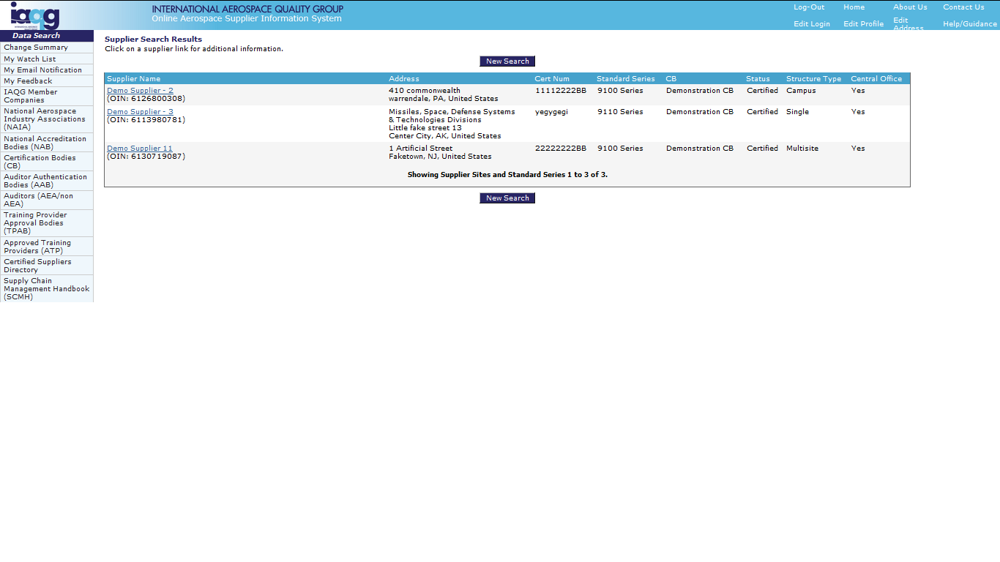 iaqg
INTERNATIONAL AEROSPACE QUALITY GROUP
Online Aerospace Supplier Information System
Log-Out Home About Us Contact Us
Edit Login Edit Profile Edit Address Help/Guidance
Data Search
Change Summary
My Watch List
My Email Notification
My Feedback
IAQG Member
Companies
National Aerospace
Industry Associations
(NAIA)
National Accreditation
Bodies (NAB)
Certification Bodies
(CB)
Auditor Authentication
Bodies (AAB)
Auditors (AEA/non
AEA)
Training Provider
Approval Bodies
(TPAB)
Approved Training
Providers (ATP)
Certified Suppliers
Directory
Supply Chain
Management Handbook
(SCMH)
Supplier Search Results
Click on a supplier link for additional information.
New Search
Supplier Name Address Cert Num Standard Series CB Status Structure Type Central Office
Demo Supplier - 2 410 commonwealth 11112222BB 9100 Series Demonstration CB Certified Campus Yes
(OIN: 6126800308) warrendale, PA, United States
Demo Supplier - 3 Missiles, Space, Defense Systems yegygegi 9110 Series Demonstration CB Certified Single Yes
(OIN: 6113980781) & Technologies Divisions
Little fake street 13
Center City, AK, United States
Demo Supplier 11 1 Artificial Street 22222222BB 9100 Series Demonstration CB Certified Multisite Yes
(OIN: 6130719087) Faketown, NJ, United States
Showing Supplier Sites and Standard Series 1 to 3 of 3.
New Search